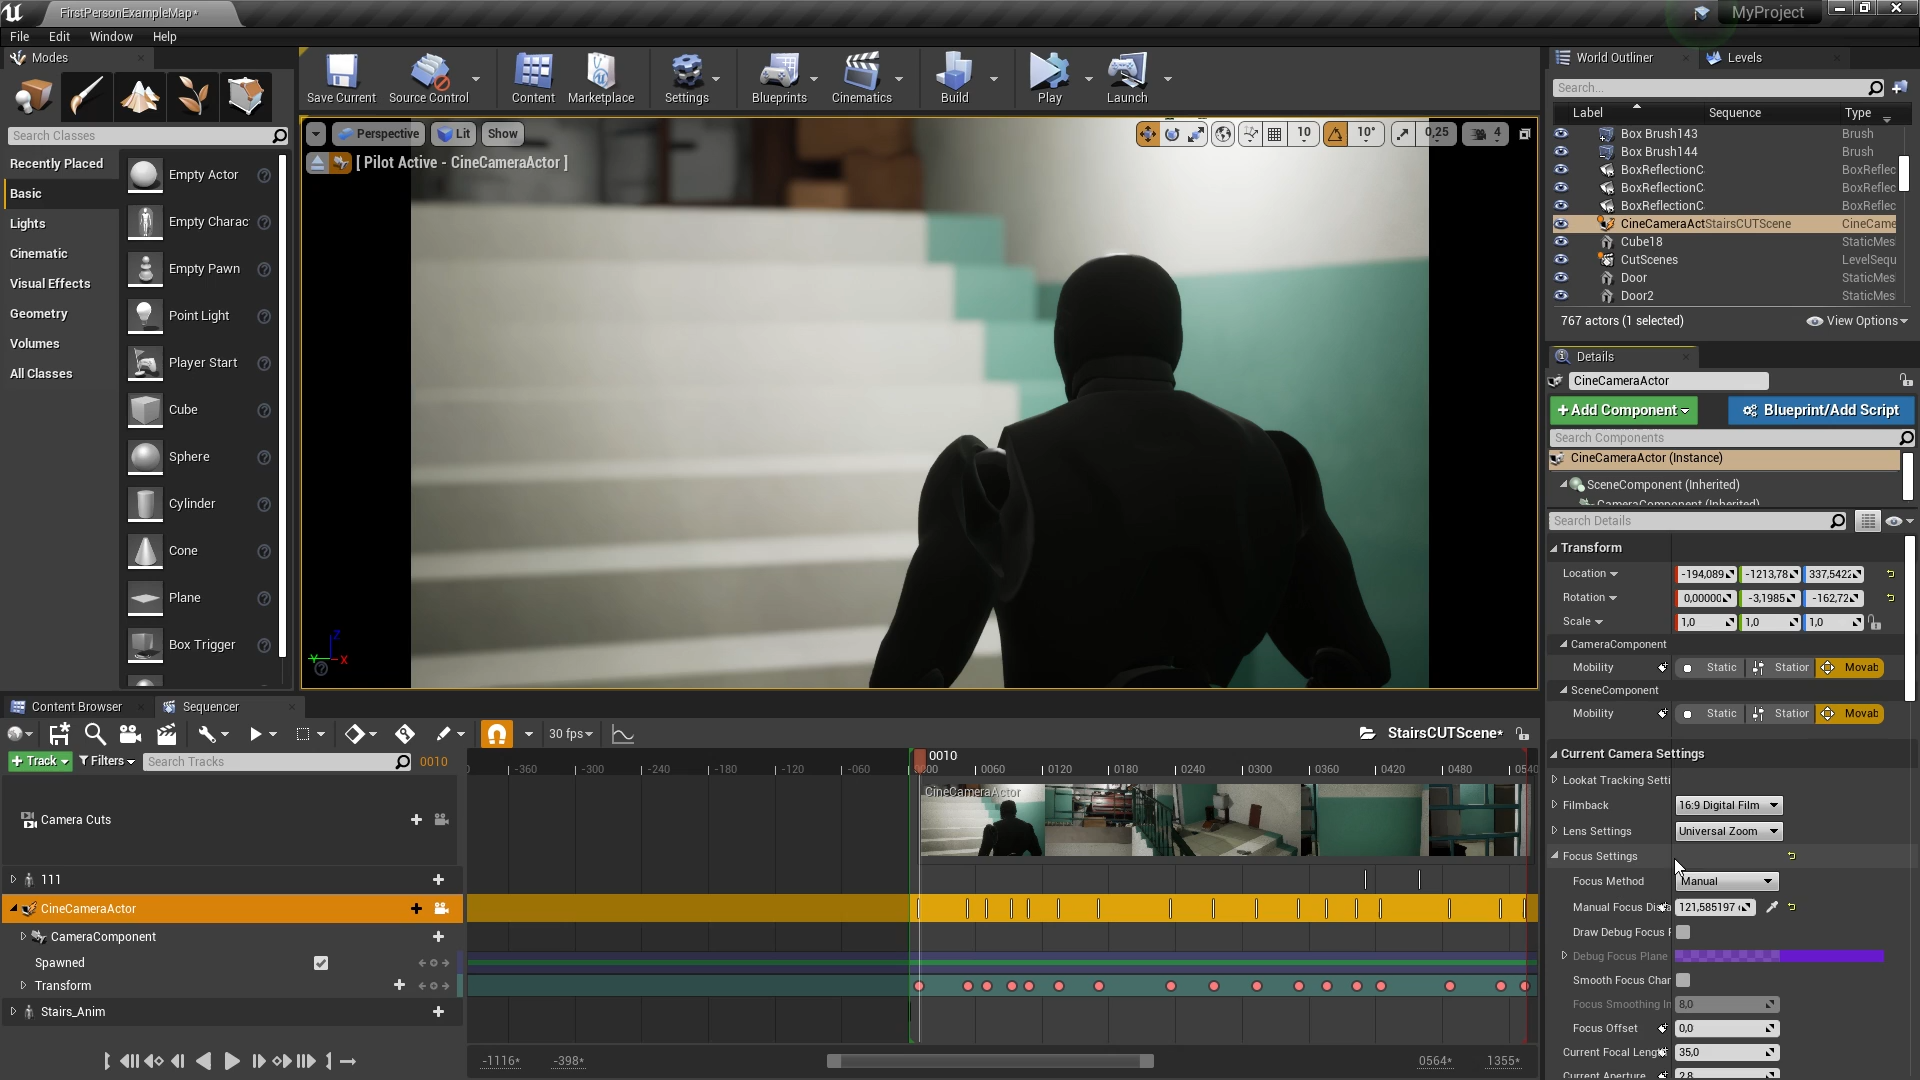 FirstPersonExampleMap*
MyProject
File Edit Window Help
Modes
Save Current
Source Control
Content
Marketplace
Settings
Blueprints
Cinematics
Build
Play
Launch
Search Classes
Recently Placed
Basic
Lights
Cinematic
Visual Effects
Geometry
Volumes
All Classes
Empty Actor
Empty Charac
Empty Pawn
Point Light
Player Start
Cube
Sphere
Cylinder
Cone
Plane
Box Trigger
Perspective Lit Show
[ Pilot Active - CineCameraActor ]
10 10° 0,25 4
Z
Y X
World Outliner
Levels
Search...
Label Sequence Type
Box Brush143 Brush
Box Brush144 Brush
BoxReflectionC BoxReflec
BoxReflectionC BoxReflec
BoxReflectionC BoxReflec
CineCameraAct StairsCUTScene CineCame
Cube18 StaticMes
CutScenes LevelSequ
Door StaticMes
Door2 StaticMes
767 actors (1 selected)
View Options
Details
CineCameraActor
+Add Component
Blueprint/Add Script
Search Components
CineCameraActor (Instance)
SceneComponent (Inherited)
CameraComponent (Inherited)
Search Details
Transform
Location -194,089 -1213,78 337,5422
Rotation 0,00000 -3,1985 -162,72
Scale 1,0 1,0 1,0
CameraComponent
Mobility Static Station Movab
SceneComponent
Mobility Static Station Movab
Current Camera Settings
Lookat Tracking Setti
Filmback 16:9 Digital Film
Lens Settings Universal Zoom
Focus Settings
Focus Method Manual
Manual Focus Dista 121,585197
Draw Debug Focus P
Debug Focus Plane
Smooth Focus Chan
Focus Smoothing In 8,0
Focus Offset 0,0
Current Focal Lengt 35,0
Current Aperture 2,8
Content Browser
Sequencer
30 fps
StairsCUTScene*
+ Track
Filters
Search Tracks
0010
0010
-360 -300 -240 -180 -120 -060 0000 0060 0120 0180 0240 0300 0360 0420 0480 0540
CineCameraActor
Camera Cuts
111
CineCameraActor
CameraComponent
Spawned
Transform
Stairs_Anim
-1116* -398* 0564* 1355*